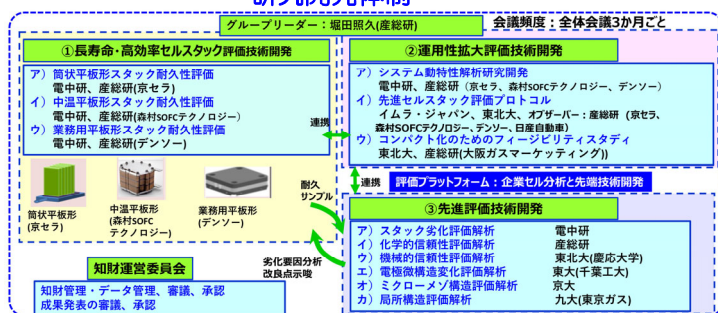 グループリーダー：堀田照久(産総研)
会議頻度：全体会議3か月ごと
①長寿命・高効率セルスタック評価技術開発
ア）筒状平板形スタック耐久性評価
電中研、産総研(京セラ)
イ）中温平板形スタック耐久性評価
電中研、産総研(森村SOFCテクノロジー)
ウ）業務用平板形スタック耐久性評価
電中研、産総研(デンソー)
筒状平板形
(京セラ)
中温平板形
(森村SOFC
テクノロジー)
業務用平板形
(デンソー)
連携
②運用性拡大評価技術開発
ア）システム動特性解析研究開発
電中研、産総研（京セラ、森村SOFCテクノロジー、デンソー）
イ）先進セルスタック評価プロトコル
イムラ・ジャパン、東北大、オブザーバー：産総研（京セラ、
森村SOFCテクノロジー、デンソー、日産自動車）
ウ）コンパクト化のためのフィージビリティスタディ
東北大、産総研(大阪ガスマーケッティング))
連携
評価プラットフォーム：企業セル分析と先端技術開発
耐久
サンプル
劣化要因分析
改良点示唆
③先進評価技術開発
ア）スタック劣化評価解析 電中研
イ）化学的信頼性評価解析 産総研
ウ）機械的信頼性評価解析 東北大(慶応大学)
エ）電極微構造変化評価解析 東大(千葉工大)
オ）ミクローメゾ構造評価解析 京大
カ）局所構造評価解析 九大(東京ガス)
知財運営委員会
知財管理・データ管理、審議、承認
成果発表の審議、承認